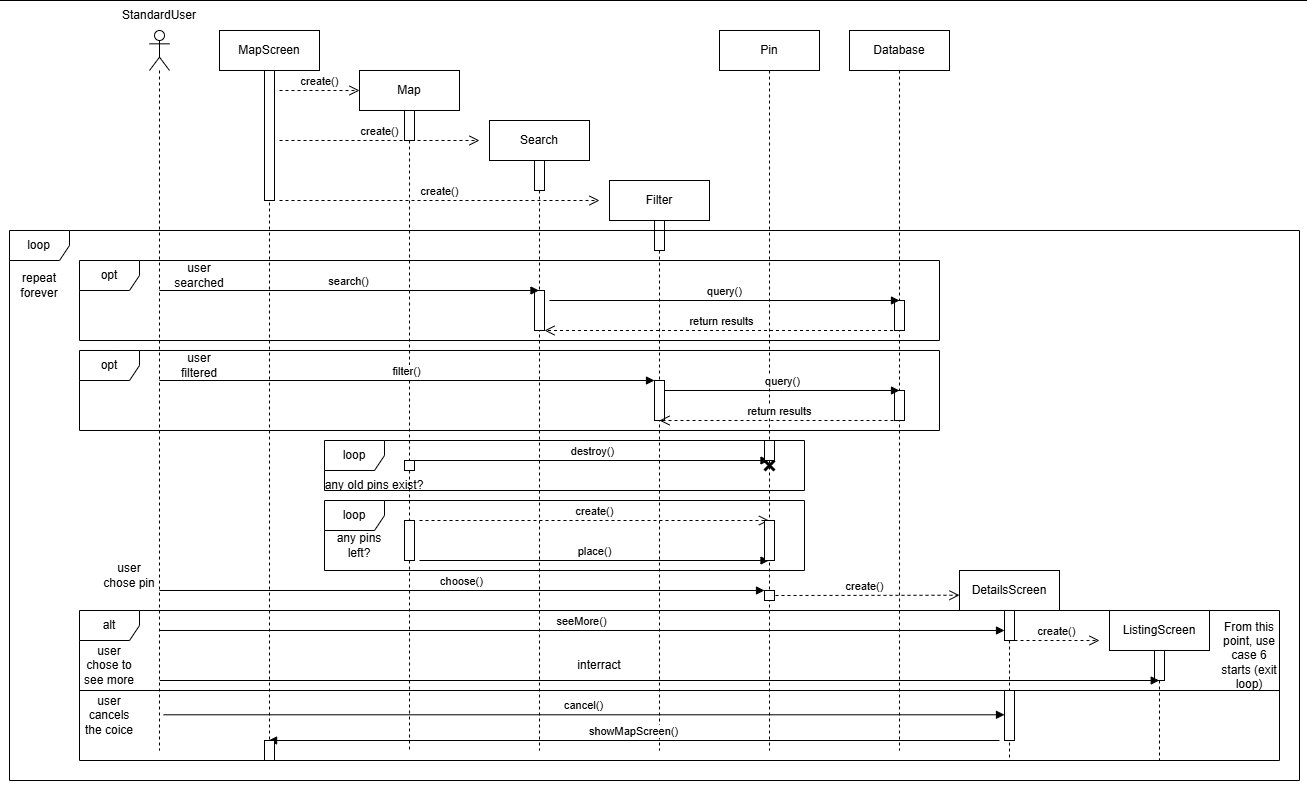 StandardUser
MapScreen
Pin
Database
create()
Map
create()
Search
create()
Filter
loop
repeat
forever
opt
user
searched
search()
query()
return results
opt
user
filtered
filter()
query()
return results
loop
destroy()
any old pins exist?
loop
create()
any pins
left?
place()
user
chose pin
choose()
create()
DetailsScreen
alt
seeMore()
create()
ListingScreen
From this
point, use
case 6
starts (exit
loop)
user
chose to
see more
interract
user
cancels
the coice
cancel()
showMapScreen()